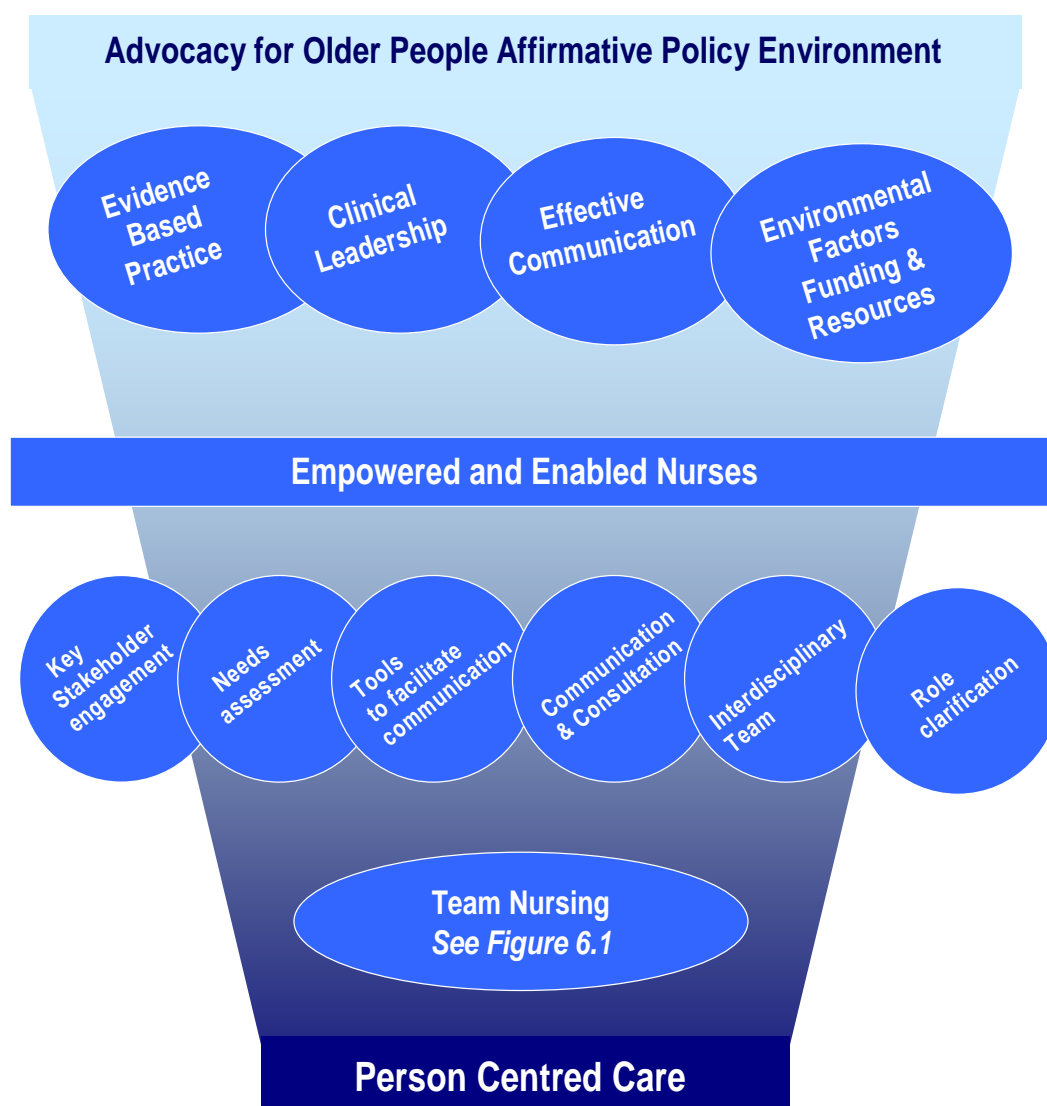 Advocacy for Older People Affirmative Policy Environment
Evidence
Based
Practice
Clinical
Leadership
Effective
Communication
Environmental
Factors
Funding &
Resources
Empowered and Enabled Nurses
Key
Stakeholder
engagement
Needs
assessment
Tools
to facilitate
communication
Communication
& Consultation
Interdisciplinary
Team
Role
clarification
Team Nursing
See Figure 6.1
Person Centred Care